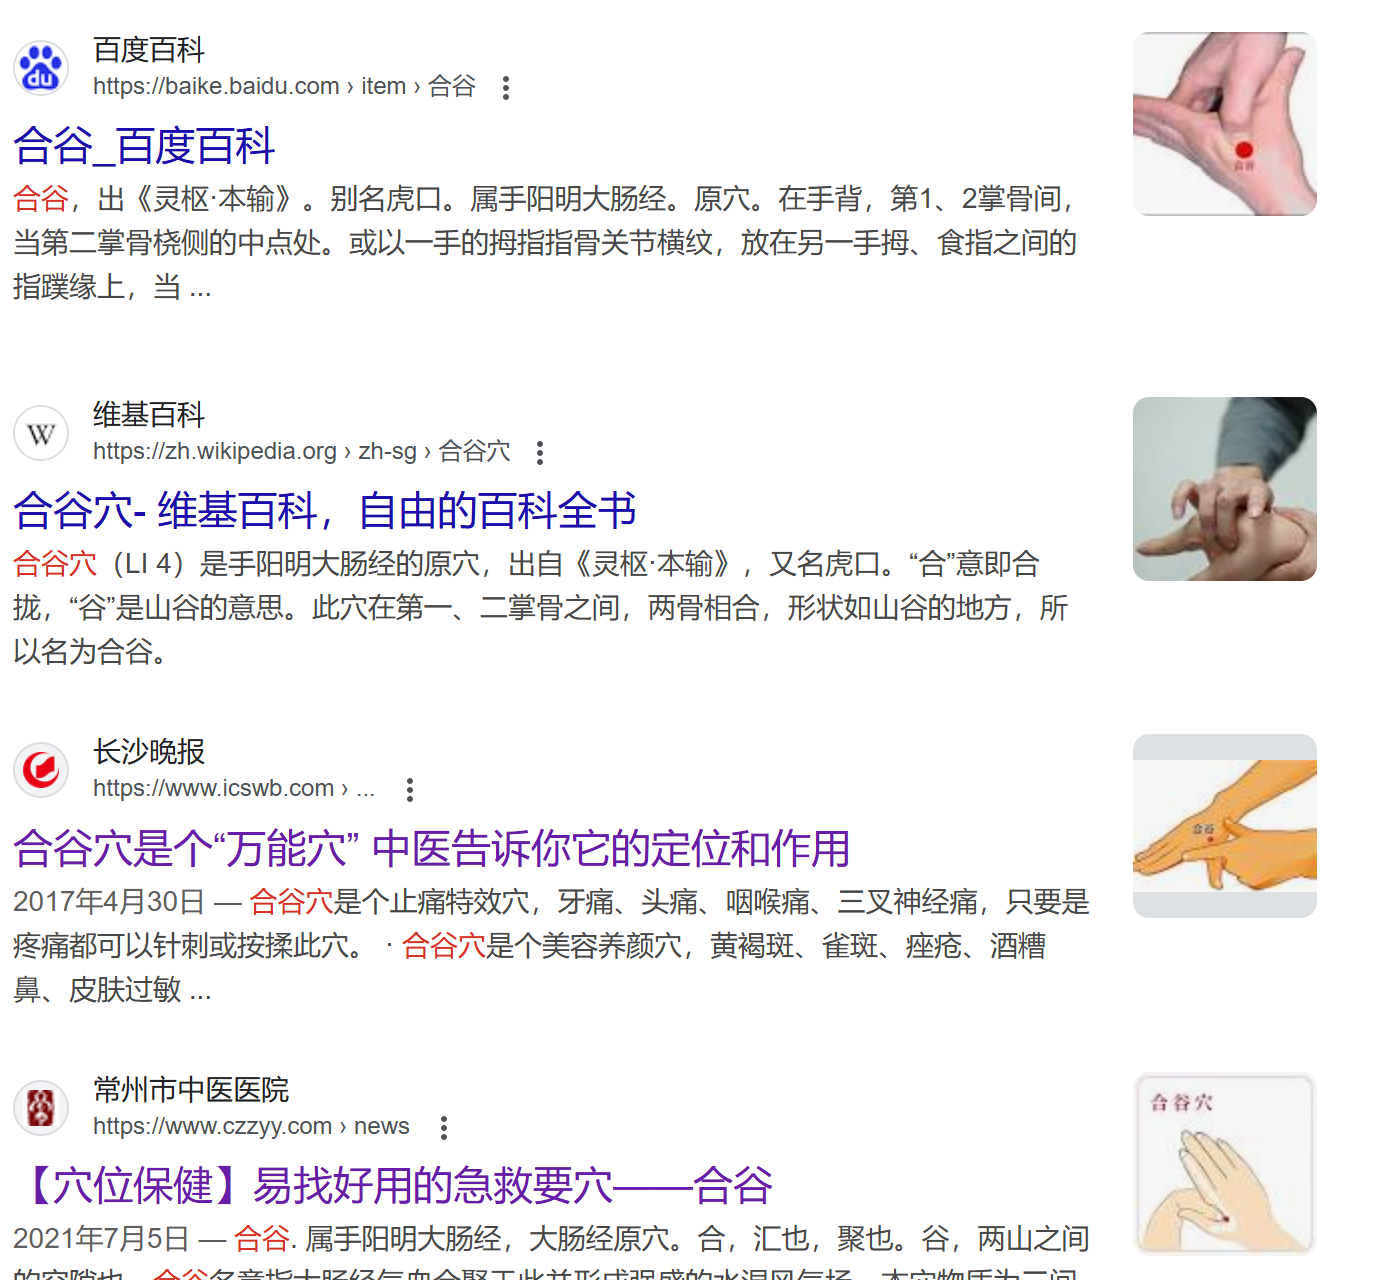 百度百科
https://baike.baidu.com › item › 合谷
合谷_百度百科
合谷，出《灵枢·本输》。别名虎口。属手阳明大肠经。原穴。在手背，第1、2掌骨间，
当第二掌骨桡侧的中点处。或以一手的拇指指骨关节横纹，放在另一手拇、食指之间的
指蹼缘上，当 ...
合谷
维基百科
https://zh.wikipedia.org › zh-sg › 合谷穴
合谷穴- 维基百科，自由的百科全书
合谷穴（LI 4）是手阳明大肠经的原穴，出自《灵枢·本输》，又名虎口。“合”意即合
拢，“谷”是山谷的意思。此穴在第一、二掌骨之间，两骨相合，形状如山谷的地方，所
以名为合谷。
长沙晚报
https://www.icswb.com › ...
合谷穴是个“万能穴” 中医告诉你它的定位和作用
2017年4月30日 — 合谷穴是个止痛特效穴，牙痛、头痛、咽喉痛、三叉神经痛，只要是
疼痛都可以针刺或按揉此穴。 · 合谷穴是个美容养颜穴，黄褐斑、雀斑、痤疮、酒糟
鼻、皮肤过敏 ...
合谷
常州市中医医院
https://www.czzyy.com › news
【穴位保健】易找好用的急救要穴——合谷
2021年7月5日 — 合谷. 属手阳明大肠经，大肠经原穴。合，汇也，聚也。谷，两山之间
合谷穴